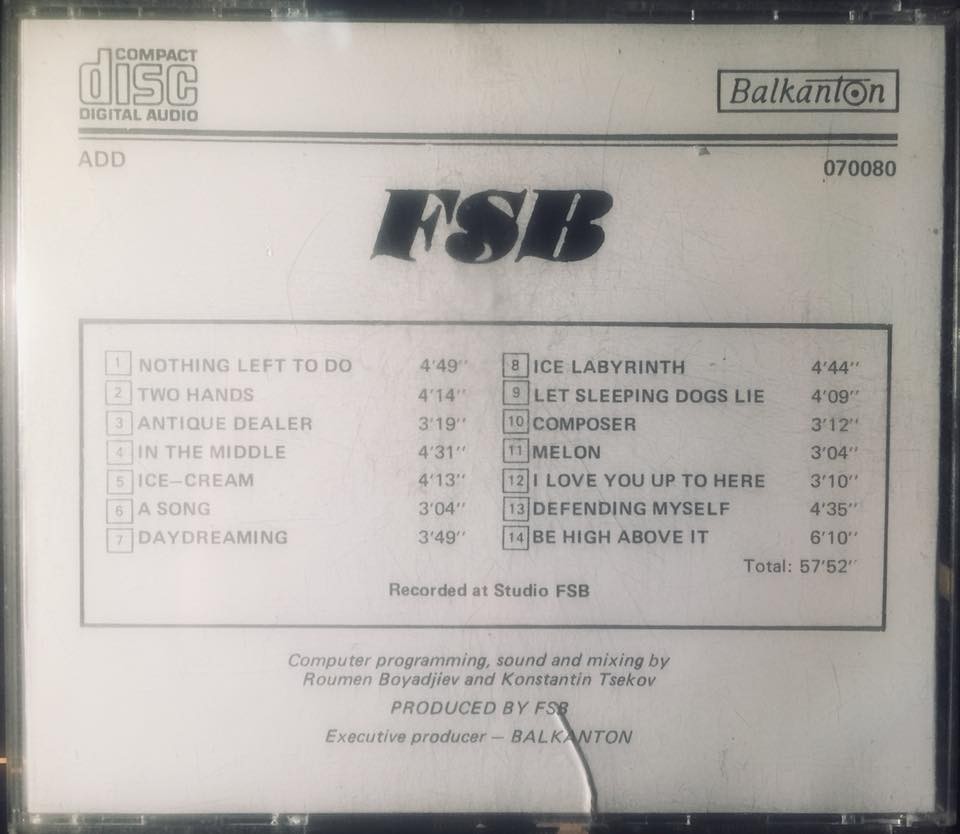 COMPACT
disc
DIGITAL AUDIO
Balkanton
ADD
070080
FSB
1 NOTHING LEFT TO DO 4'49''
2 TWO HANDS 4'14''
3 ANTIQUE DEALER 3'19''
4 IN THE MIDDLE 4'31''
5 ICE–CREAM 4'13''
6 A SONG 3'04''
7 DAYDREAMING 3'49''
8 ICE LABYRINTH 4'44''
9 LET SLEEPING DOGS LIE 4'09''
10 COMPOSER 3'12''
11 MELON 3'04''
12 I LOVE YOU UP TO HERE 3'10''
13 DEFENDING MYSELF 4'35''
14 BE HIGH ABOVE IT 6'10''
Total: 57'52''
Recorded at Studio FSB
Computer programming, sound and mixing by
Roumen Boyadjiev and Konstantin Tsekov
PRODUCED BY FSB
Executive producer – BALKANTON